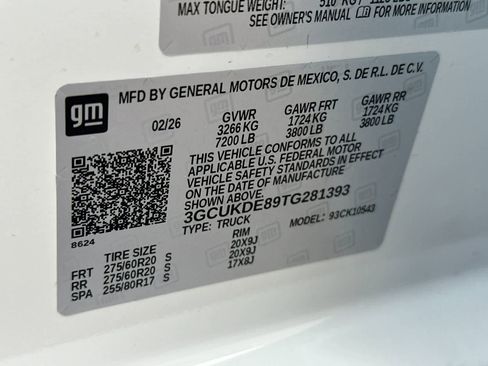 MAX TONGUE WEIGHT: 510 KG /
SEE OWNER'S MANUAL FOR MORE INFORMATION
gm
MFD BY GENERAL MOTORS DE MEXICO, S. DE R.L. DE C.V.
02/26 GVWR GAWR FRT GAWR RR
3266 KG 1724 KG 1724 KG
7200 LB 3800 LB 3800 LB
THIS VEHICLE CONFORMS TO ALL
APPLICABLE U.S. FEDERAL MOTOR
VEHICLE SAFETY STANDARDS IN EFFECT
ON THE DATE OF MANUFACTURE
SHOWN ABOVE.
3GCUKDE89TG281393
TYPE: TRUCK MODEL: 93CK10543
8624
TIRE SIZE RIM
FRT 275/60R20 S 20X9J
RR 275/60R20 S 20X9J
SPA 255/80R17 S 17X8J